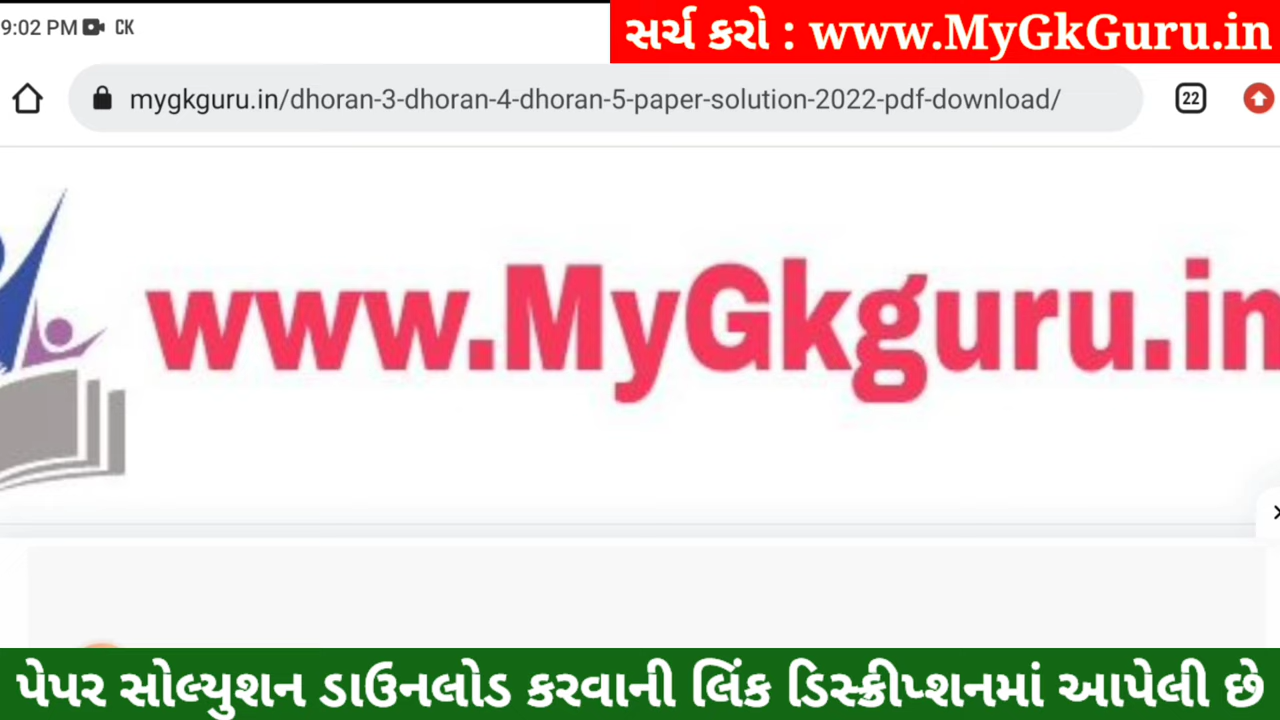 9:02 PM CK
સર્ચ કરો : www.MyGkGuru.in
mygkguru.in/dhoran-3-dhoran-4-dhoran-5-paper-solution-2022-pdf-download/
22
www.MyGkguru.in
પેપર સોલ્યુશન ડાઉનલોડ કરવાની લિંક ડિસ્ક્રીપ્શનમાં આપેલી છે